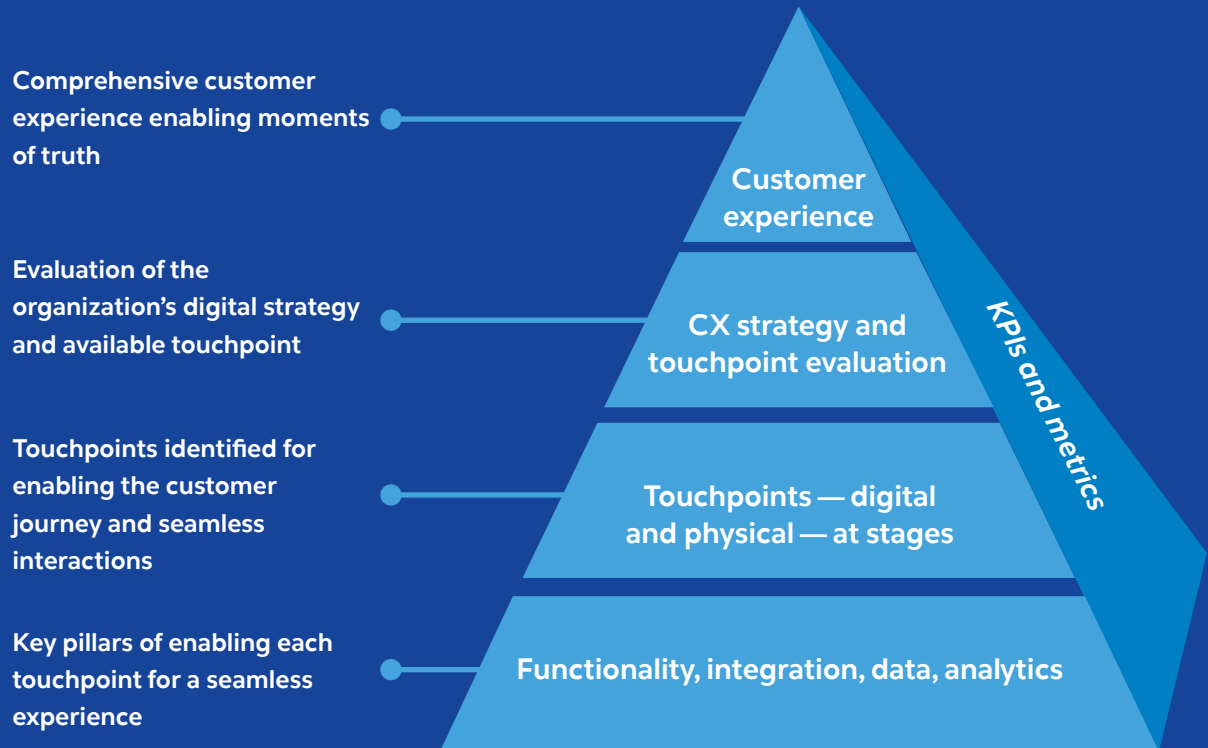 Comprehensive customer
experience enabling moments
of truth
Customer
experience
Evaluation of the
organization's digital strategy
and available touchpoint
CX strategy and
touchpoint evaluation
KPIs and metrics
Touchpoints identified for
enabling the customer
journey and seamless
interactions
Touchpoints — digital
and physical — at stages
Key pillars of enabling each
touchpoint for a seamless
experience
Functionality, integration, data, analytics